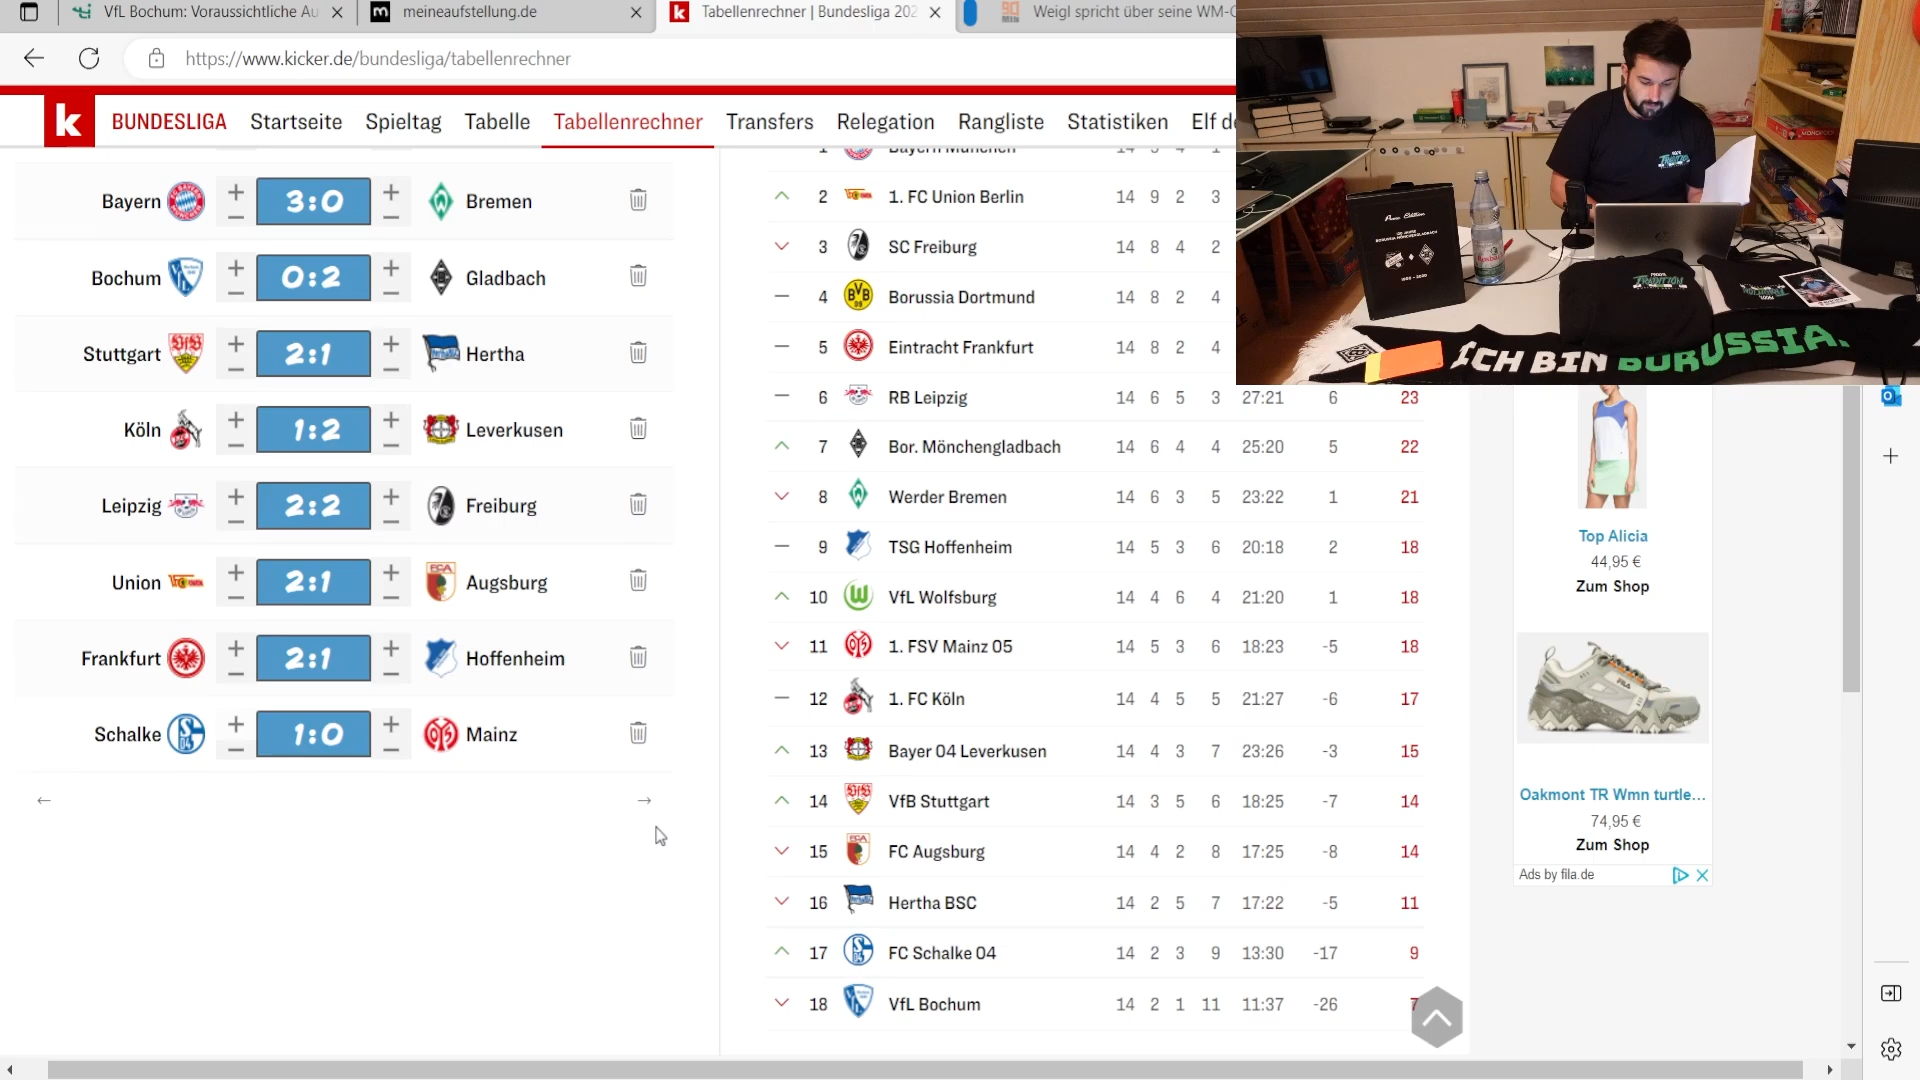 VfL Bochum: Voraussichtliche Au
meineaufstellung.de
Tabellenrechner | Bundesliga 202
Weigl spricht über seine WM-C
https://www.kicker.de/bundesliga/tabellenrechner
k BUNDESLIGA Startseite Spieltag Tabelle Tabellenrechner Transfers Relegation Rangliste Statistiken Elf de
Bayern 3:0 Bremen
Bochum 0:2 Gladbach
Stuttgart 2:1 Hertha
Köln 1:2 Leverkusen
Leipzig 2:2 Freiburg
Union 2:1 Augsburg
Frankfurt 2:1 Hoffenheim
Schalke 1:0 Mainz
1 Bayern München 14 9 4 1
2 1. FC Union Berlin 14 9 2 3
3 SC Freiburg 14 8 4 2
4 Borussia Dortmund 14 8 2 4
5 Eintracht Frankfurt 14 8 2 4
6 RB Leipzig 14 6 5 3 27:21 6 23
7 Bor. Mönchengladbach 14 6 4 4 25:20 5 22
8 Werder Bremen 14 6 3 5 23:22 1 21
9 TSG Hoffenheim 14 5 3 6 20:18 2 18
10 VfL Wolfsburg 14 4 6 4 21:20 1 18
11 1. FSV Mainz 05 14 5 3 6 18:23 -5 18
12 1. FC Köln 14 4 5 5 21:27 -6 17
13 Bayer 04 Leverkusen 14 4 3 7 23:26 -3 15
14 VfB Stuttgart 14 3 5 6 18:25 -7 14
15 FC Augsburg 14 4 2 8 17:25 -8 14
16 Hertha BSC 14 2 5 7 17:22 -5 11
17 FC Schalke 04 14 2 3 9 13:30 -17 9
18 VfL Bochum 14 2 1 11 11:37 -26 7
TRADITION
ICH BIN BORUSSIA.
Top Alicia
44,95 €
Zum Shop
Oakmont TR Wmn turtle...
74,95 €
Zum Shop
Ads by fila.de